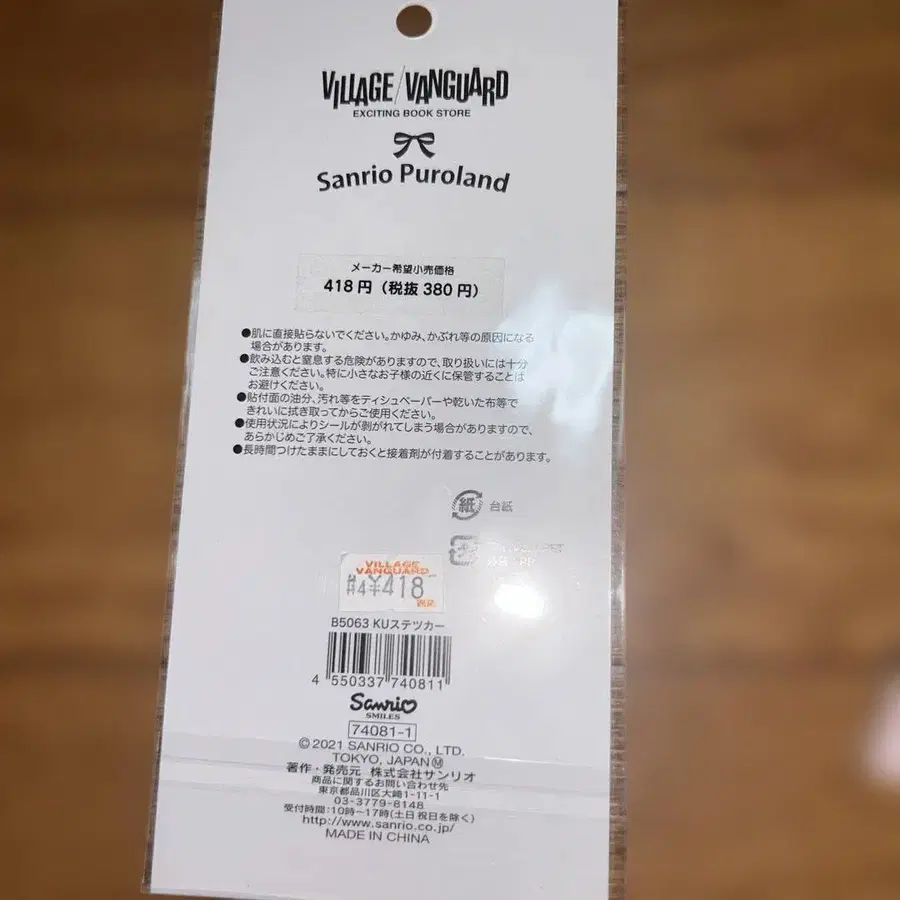 VILLAGE/VANGUARD
EXCITING BOOK STORE
Sanrio Puroland
メーカー希望小売価格
418円（税抜380円）
●肌に直接貼らないでください。かゆみ、かぶれ等の原因になる
場合があります。
●飲み込むと窒息する危険がありますので、取り扱いには十分
ご注意ください。特に小さなお子様の近くに保管することは
お避けください。
●貼付面の油分、汚れ等をティシュペーパーや乾いた布等で
きれいに拭き取ってからご使用ください。
●使用状況によりシールが剥がれてしまう場合がありますので、
あらかじめご了承ください。
●長時間つけたままにしておくと接着剤が付着することがあります。
紙 台紙
VILLAGE
VANGUARD
¥418
税込
B5063 KUステツカー
4 550337 740811
Sanrio
SMILES
74081-1
©2021 SANRIO CO., LTD.
TOKYO, JAPAN Ⓜ
著作・発売元 株式会社サンリオ
商品に関するお問い合わせ先
東京都品川区大崎1-11-1
03-3779-8148
受付時間:10時〜17時(土日祝日を除く)
http://www.sanrio.co.jp/
MADE IN CHINA